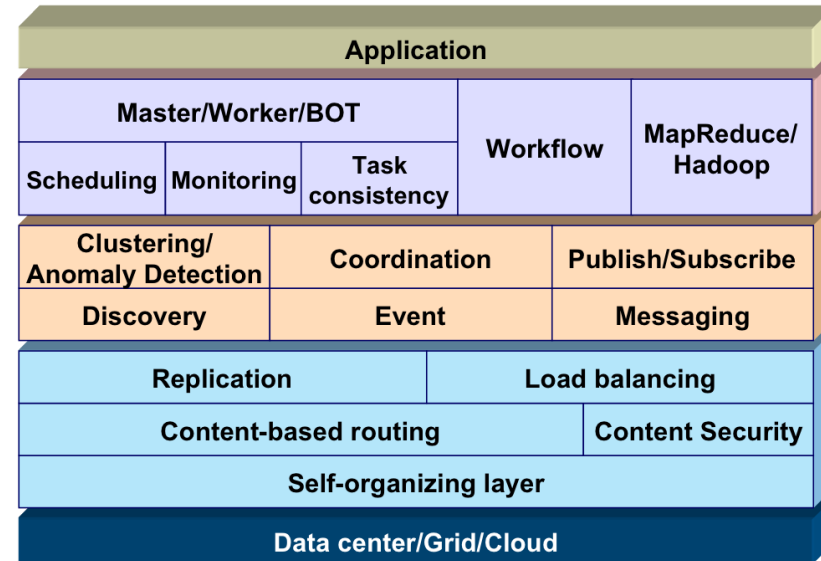 Application
Master/Worker/BOT
Workflow
MapReduce/
Hadoop
Scheduling
Monitoring
Task
consistency
Clustering/
Anomaly Detection
Coordination
Publish/Subscribe
Discovery
Event
Messaging
Replication
Load balancing
Content-based routing
Content Security
Self-organizing layer
Data center/Grid/Cloud